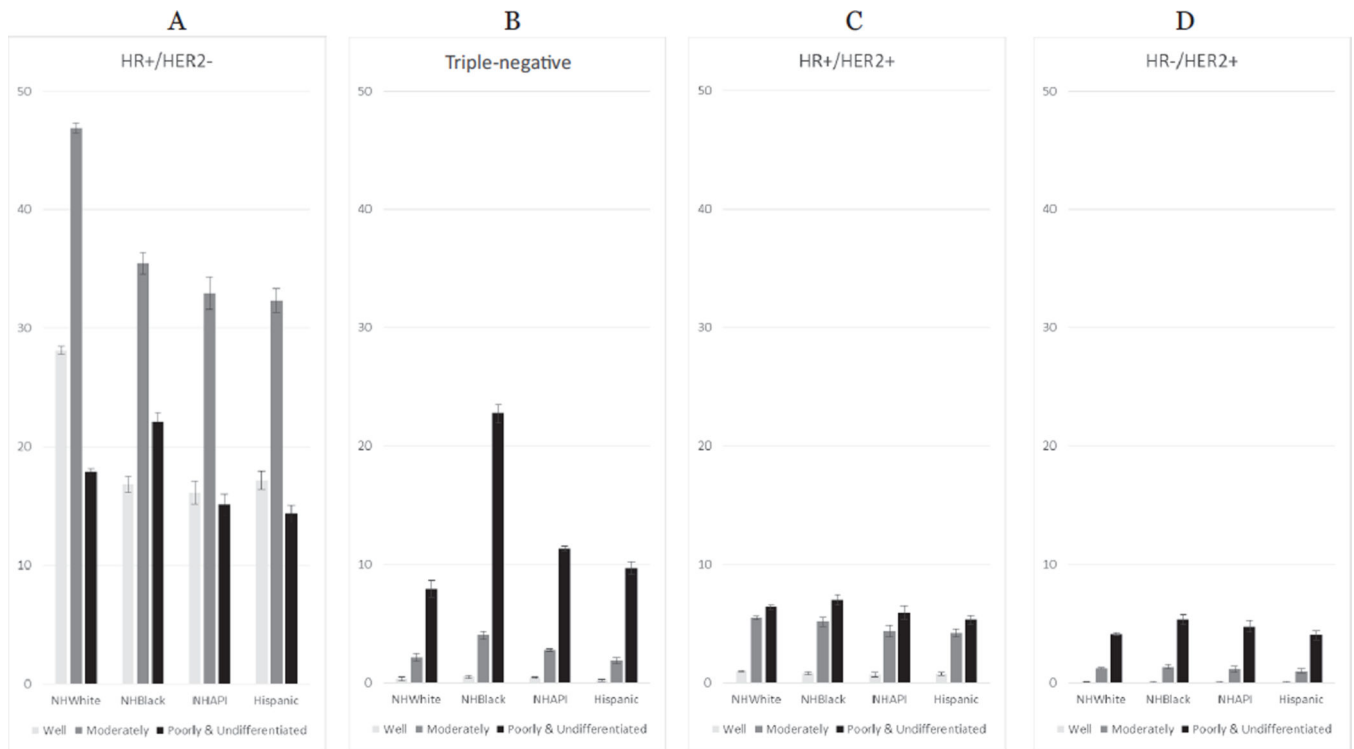 A
HR+/HER2-
50
40
30
20
10
0
NHWhite NHBlack NHAPI Hispanic
Well Moderately Poorly & Undifferentiated
B
Triple-negative
50
40
30
20
10
0
NHWhite NHBlack NHAPI Hispanic
Well Moderately Poorly & Undifferentiated
C
HR+/HER2+
50
40
30
20
10
0
NHWhite NHBlack NHAPI Hispanic
Well Moderately Poorly & Undifferentiated
D
HR-/HER2+
50
40
30
20
10
0
NHWhite NHBlack NHAPI Hispanic
Well Moderately Poorly & Undifferentiated